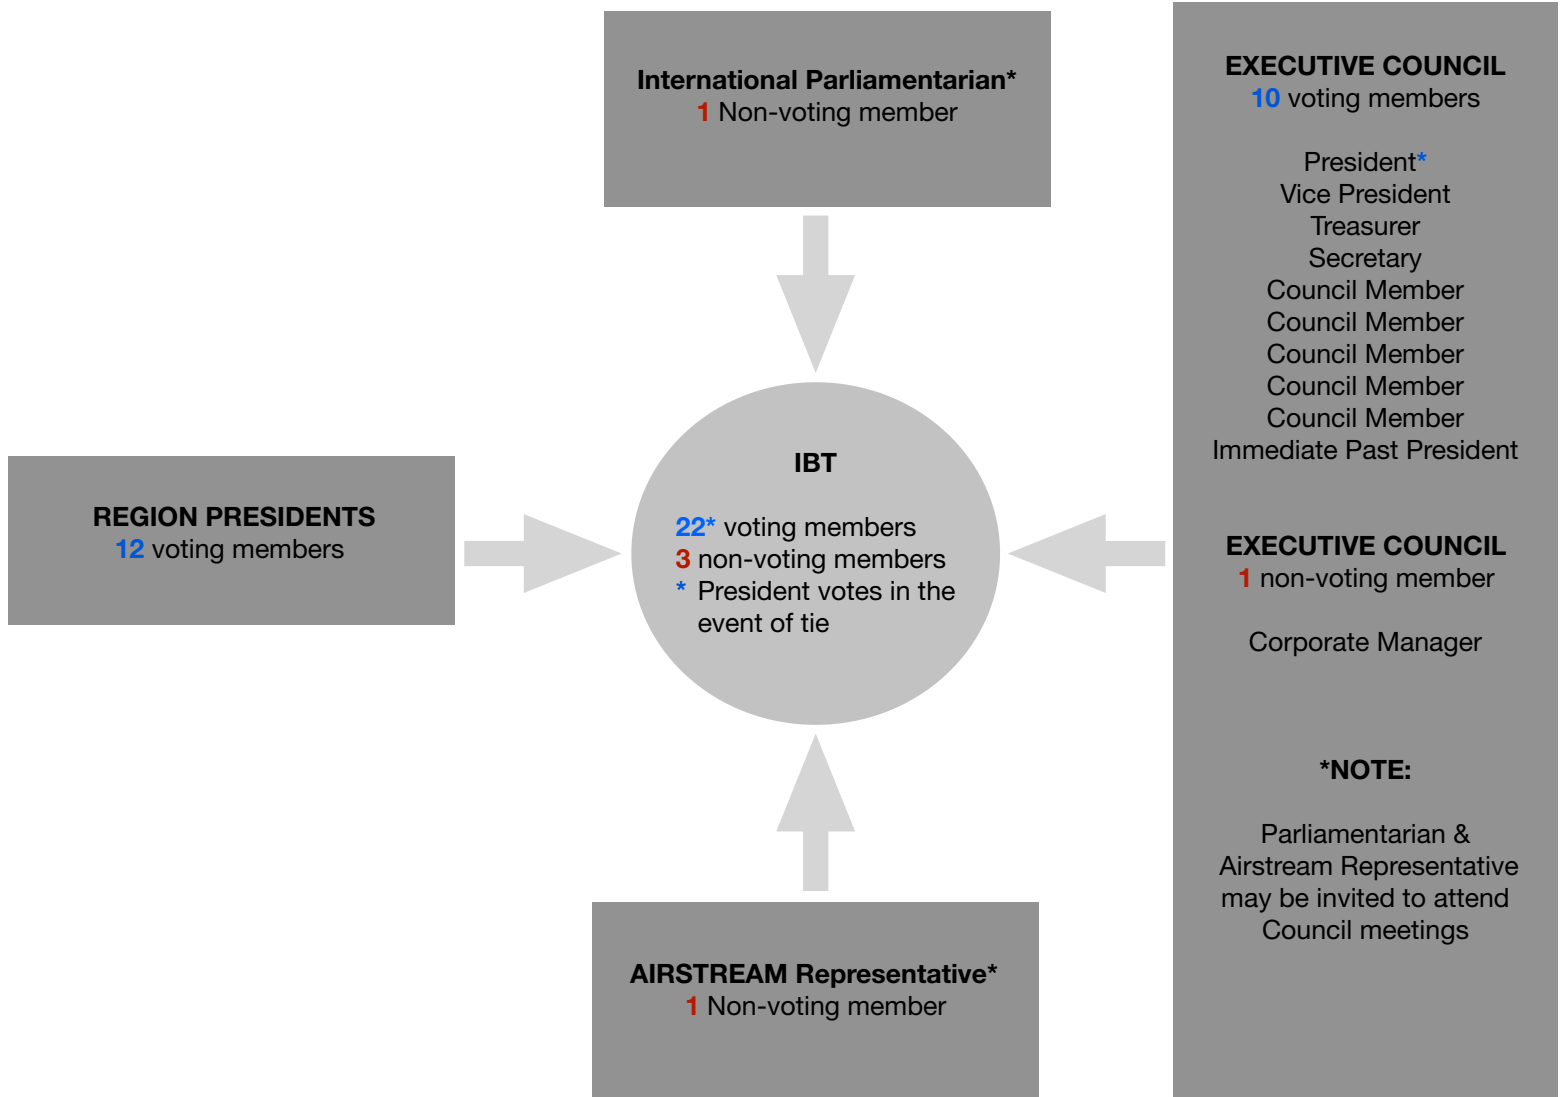 International Parliamentarian*
1 Non-voting member
EXECUTIVE COUNCIL
10 voting members
President*
Vice President
Treasurer
Secretary
Council Member
Council Member
Council Member
Council Member
Council Member
Immediate Past President
EXECUTIVE COUNCIL
1 non-voting member
Corporate Manager
*NOTE:
Parliamentarian &
Airstream Representative
may be invited to attend
Council meetings
REGION PRESIDENTS
12 voting members
IBT
22* voting members
3 non-voting members
* President votes in the
event of tie
AIRSTREAM Representative*
1 Non-voting member